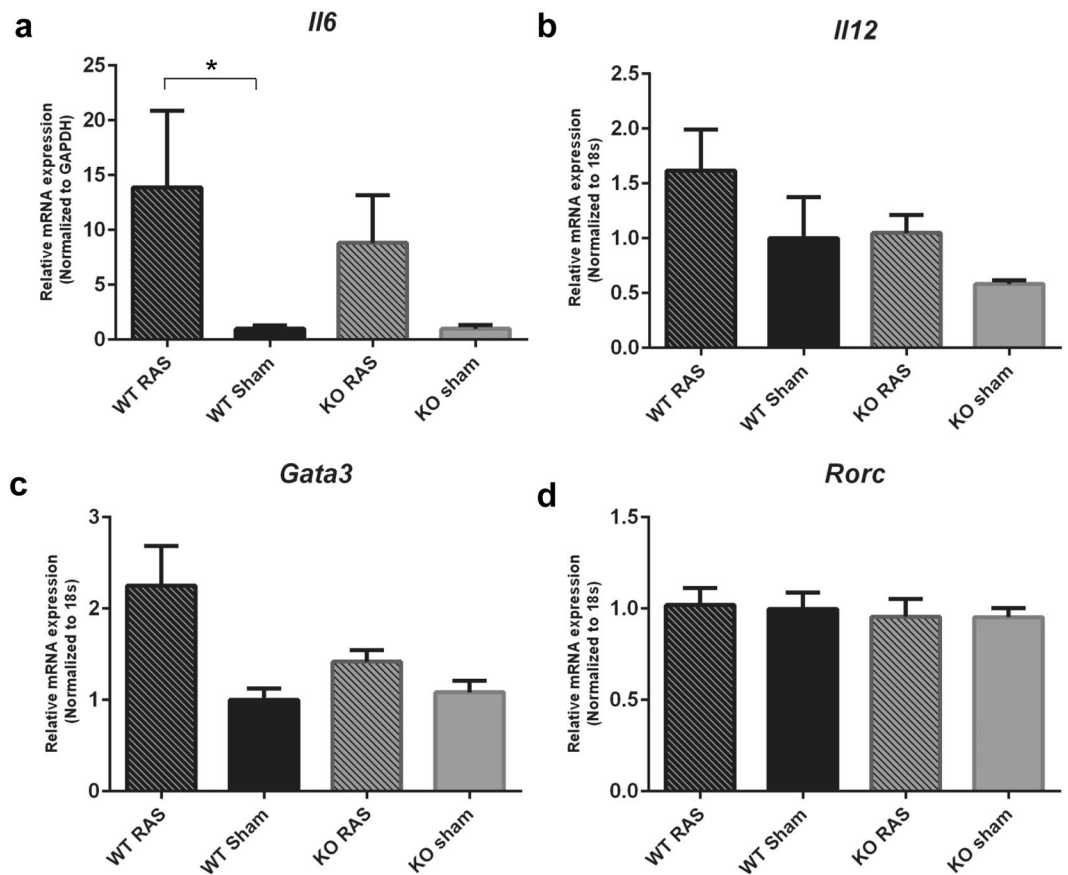 a
Il6
Relative mRNA expression
(Normalized to GAPDH)
25
20
15
10
5
0
*
WT RAS
WT Sham
KO RAS
KO sham
b
Il12
Relative mRNA expression
(Normalized to 18s)
2.5
2.0
1.5
1.0
0.5
0.0
WT RAS
WT Sham
KO RAS
KO sham
c
Gata3
Relative mRNA expression
(Normalized to 18s)
3
2
1
0
WT RAS
WT Sham
KO RAS
KO sham
d
Rorc
Relative mRNA expression
(Normalized to 18s)
1.5
1.0
0.5
0.0
WT RAS
WT Sham
KO RAS
KO sham